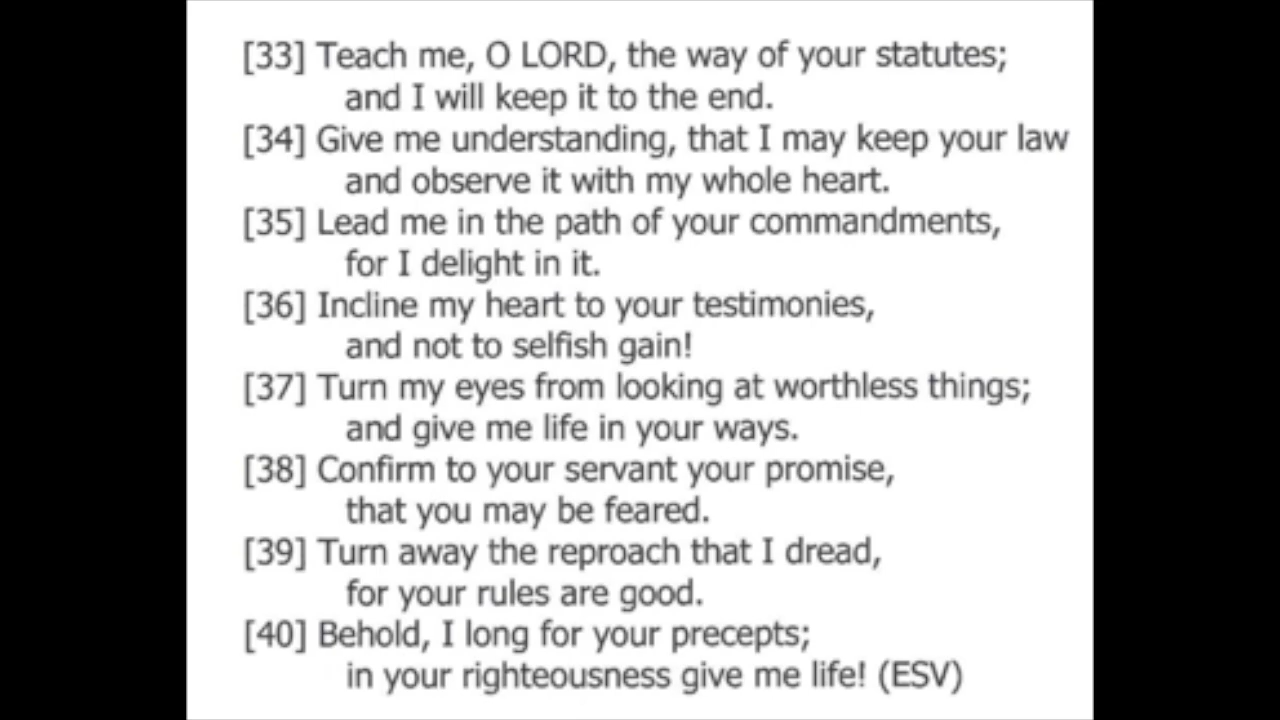 [33] Teach me, O LORD, the way of your statutes;
and I will keep it to the end.
[34] Give me understanding, that I may keep your law
and observe it with my whole heart.
[35] Lead me in the path of your commandments,
for I delight in it.
[36] Incline my heart to your testimonies,
and not to selfish gain!
[37] Turn my eyes from looking at worthless things;
and give me life in your ways.
[38] Confirm to your servant your promise,
that you may be feared.
[39] Turn away the reproach that I dread,
for your rules are good.
[40] Behold, I long for your precepts;
in your righteousness give me life! (ESV)